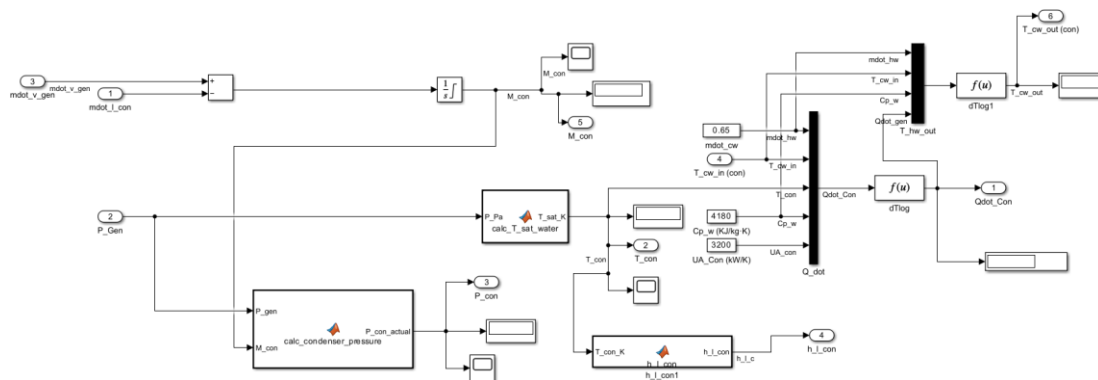 6
T_cw_out (con)
mdot_hw
T_cw_in
Cp_w
Qdot_gen
T_hw_out
f(u)
dTlog1
T_cw_out
3
mdot_v_gen
mdot_v_gen
1
mdot_l_con
+
−
1
s
M_con
M_con
5
M_con
0.65
mdot_cw
mdot_hw
4
T_cw_in (con)
T_cw_in
T_con
4180
Cp_w (KJ/kg·K)
Cp_w
3200
UA_Con (kW/K)
UA_con
Q_dot
Qdot_Con
f(u)
dTlog
1
Qdot_Con
2
P_Gen
P_Pa
T_sat_K
calc_T_sat_water
2
T_con
T_con
3
P_con
P_gen
M_con
P_con_actual
calc_condenser_pressure
T_con_K
h_l_con
h_l_con
h_l_con1
h_l_c
4
h_l_con